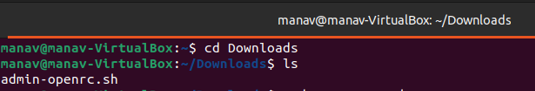 manav@manav-VirtualBox: ~/Downloads
manav@manav-VirtualBox:~$ cd Downloads
manav@manav-VirtualBox:~/Downloads$ ls
admin-openrc.sh